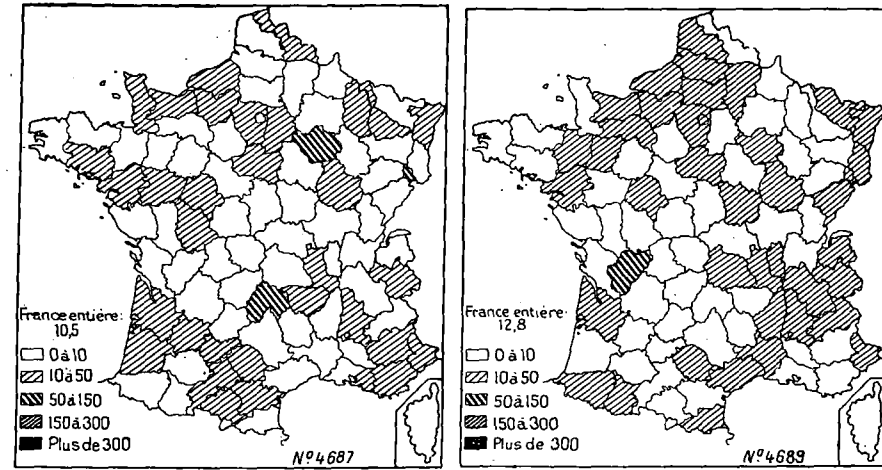 France entière:
10,5
0 à 10
10 à 50
50 à 150
150 à 300
Plus de 300
Nº 4687
France entière:
12,8
0 à 10
10 à 50
50 à 150
150 à 300
Plus de 300
Nº 4689